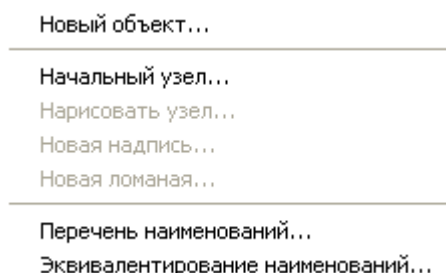 Новый объект...
Начальный узел...
Нарисовать узел...
Новая надпись...
Новая ломаная...
Перечень наименований...
Эквивалентирование наименований...